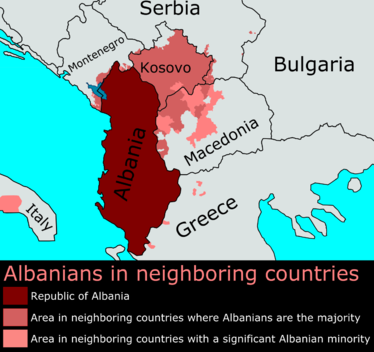 Serbia
Montenegro
Kosovo
Bulgaria
Macedonia
Albania
Italy
Greece
Albanians in neighboring countries
Republic of Albania
Area in neighboring countries where Albanians are the majority
Area in neighboring countries with a significant Albanian minority